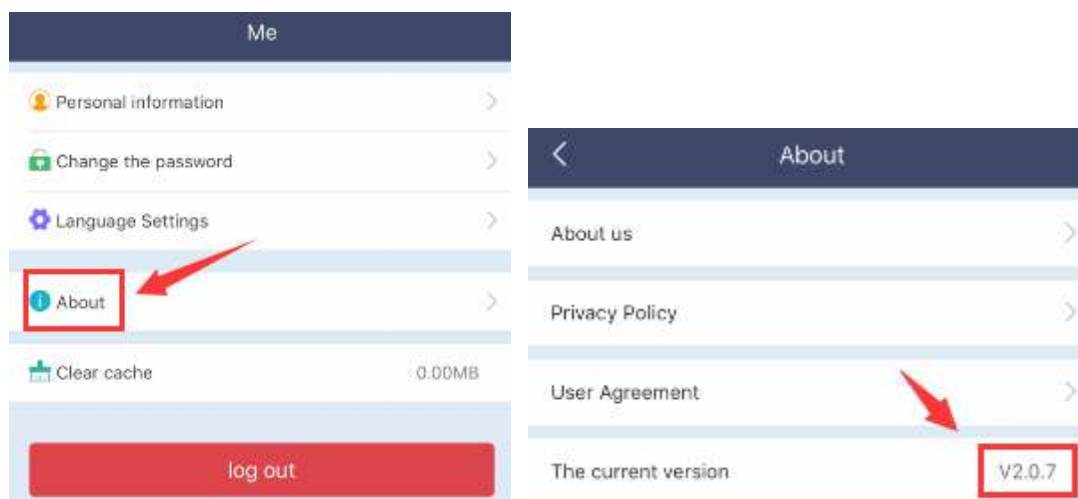 Me
Personal information
Change the password
Language Settings
About
Clear cache 0.00MB
log out
About
About us
Privacy Policy
User Agreement
The current version V2.0.7